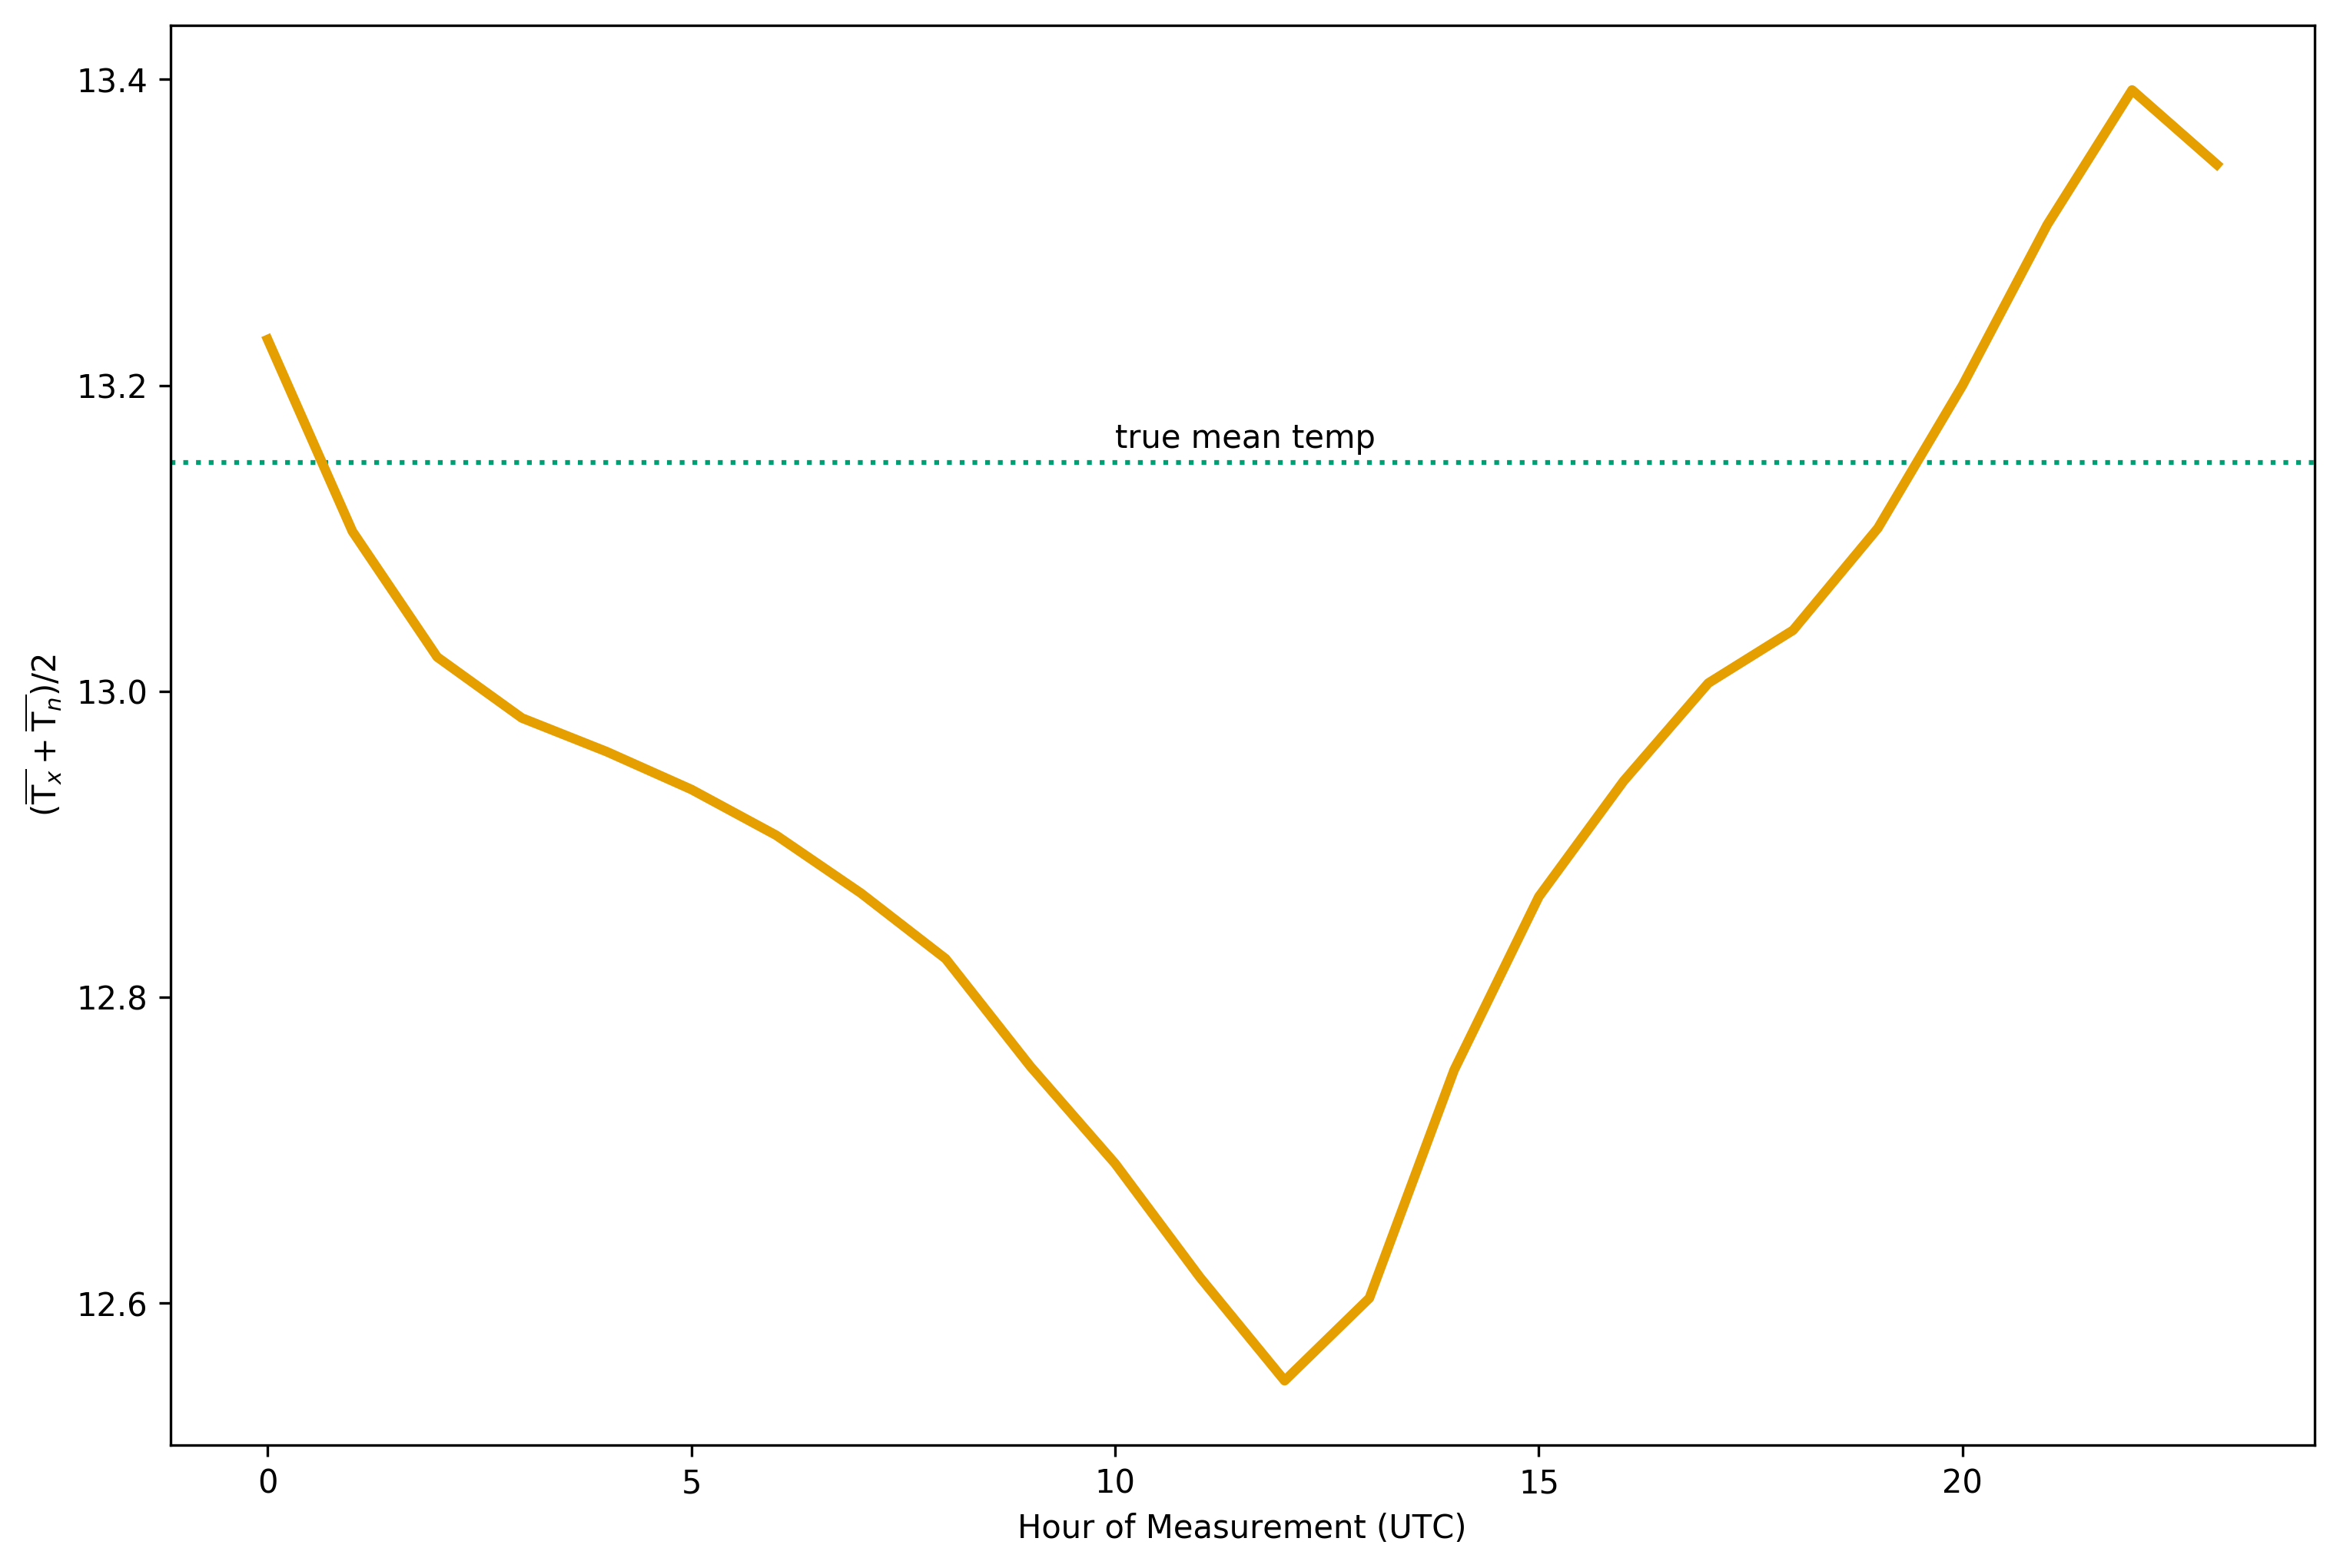 13.4
13.2
13.0
12.8
12.6
(T̅ₓ + T̅ₙ)/2
true mean temp
0 5 10 15 20
Hour of Measurement (UTC)